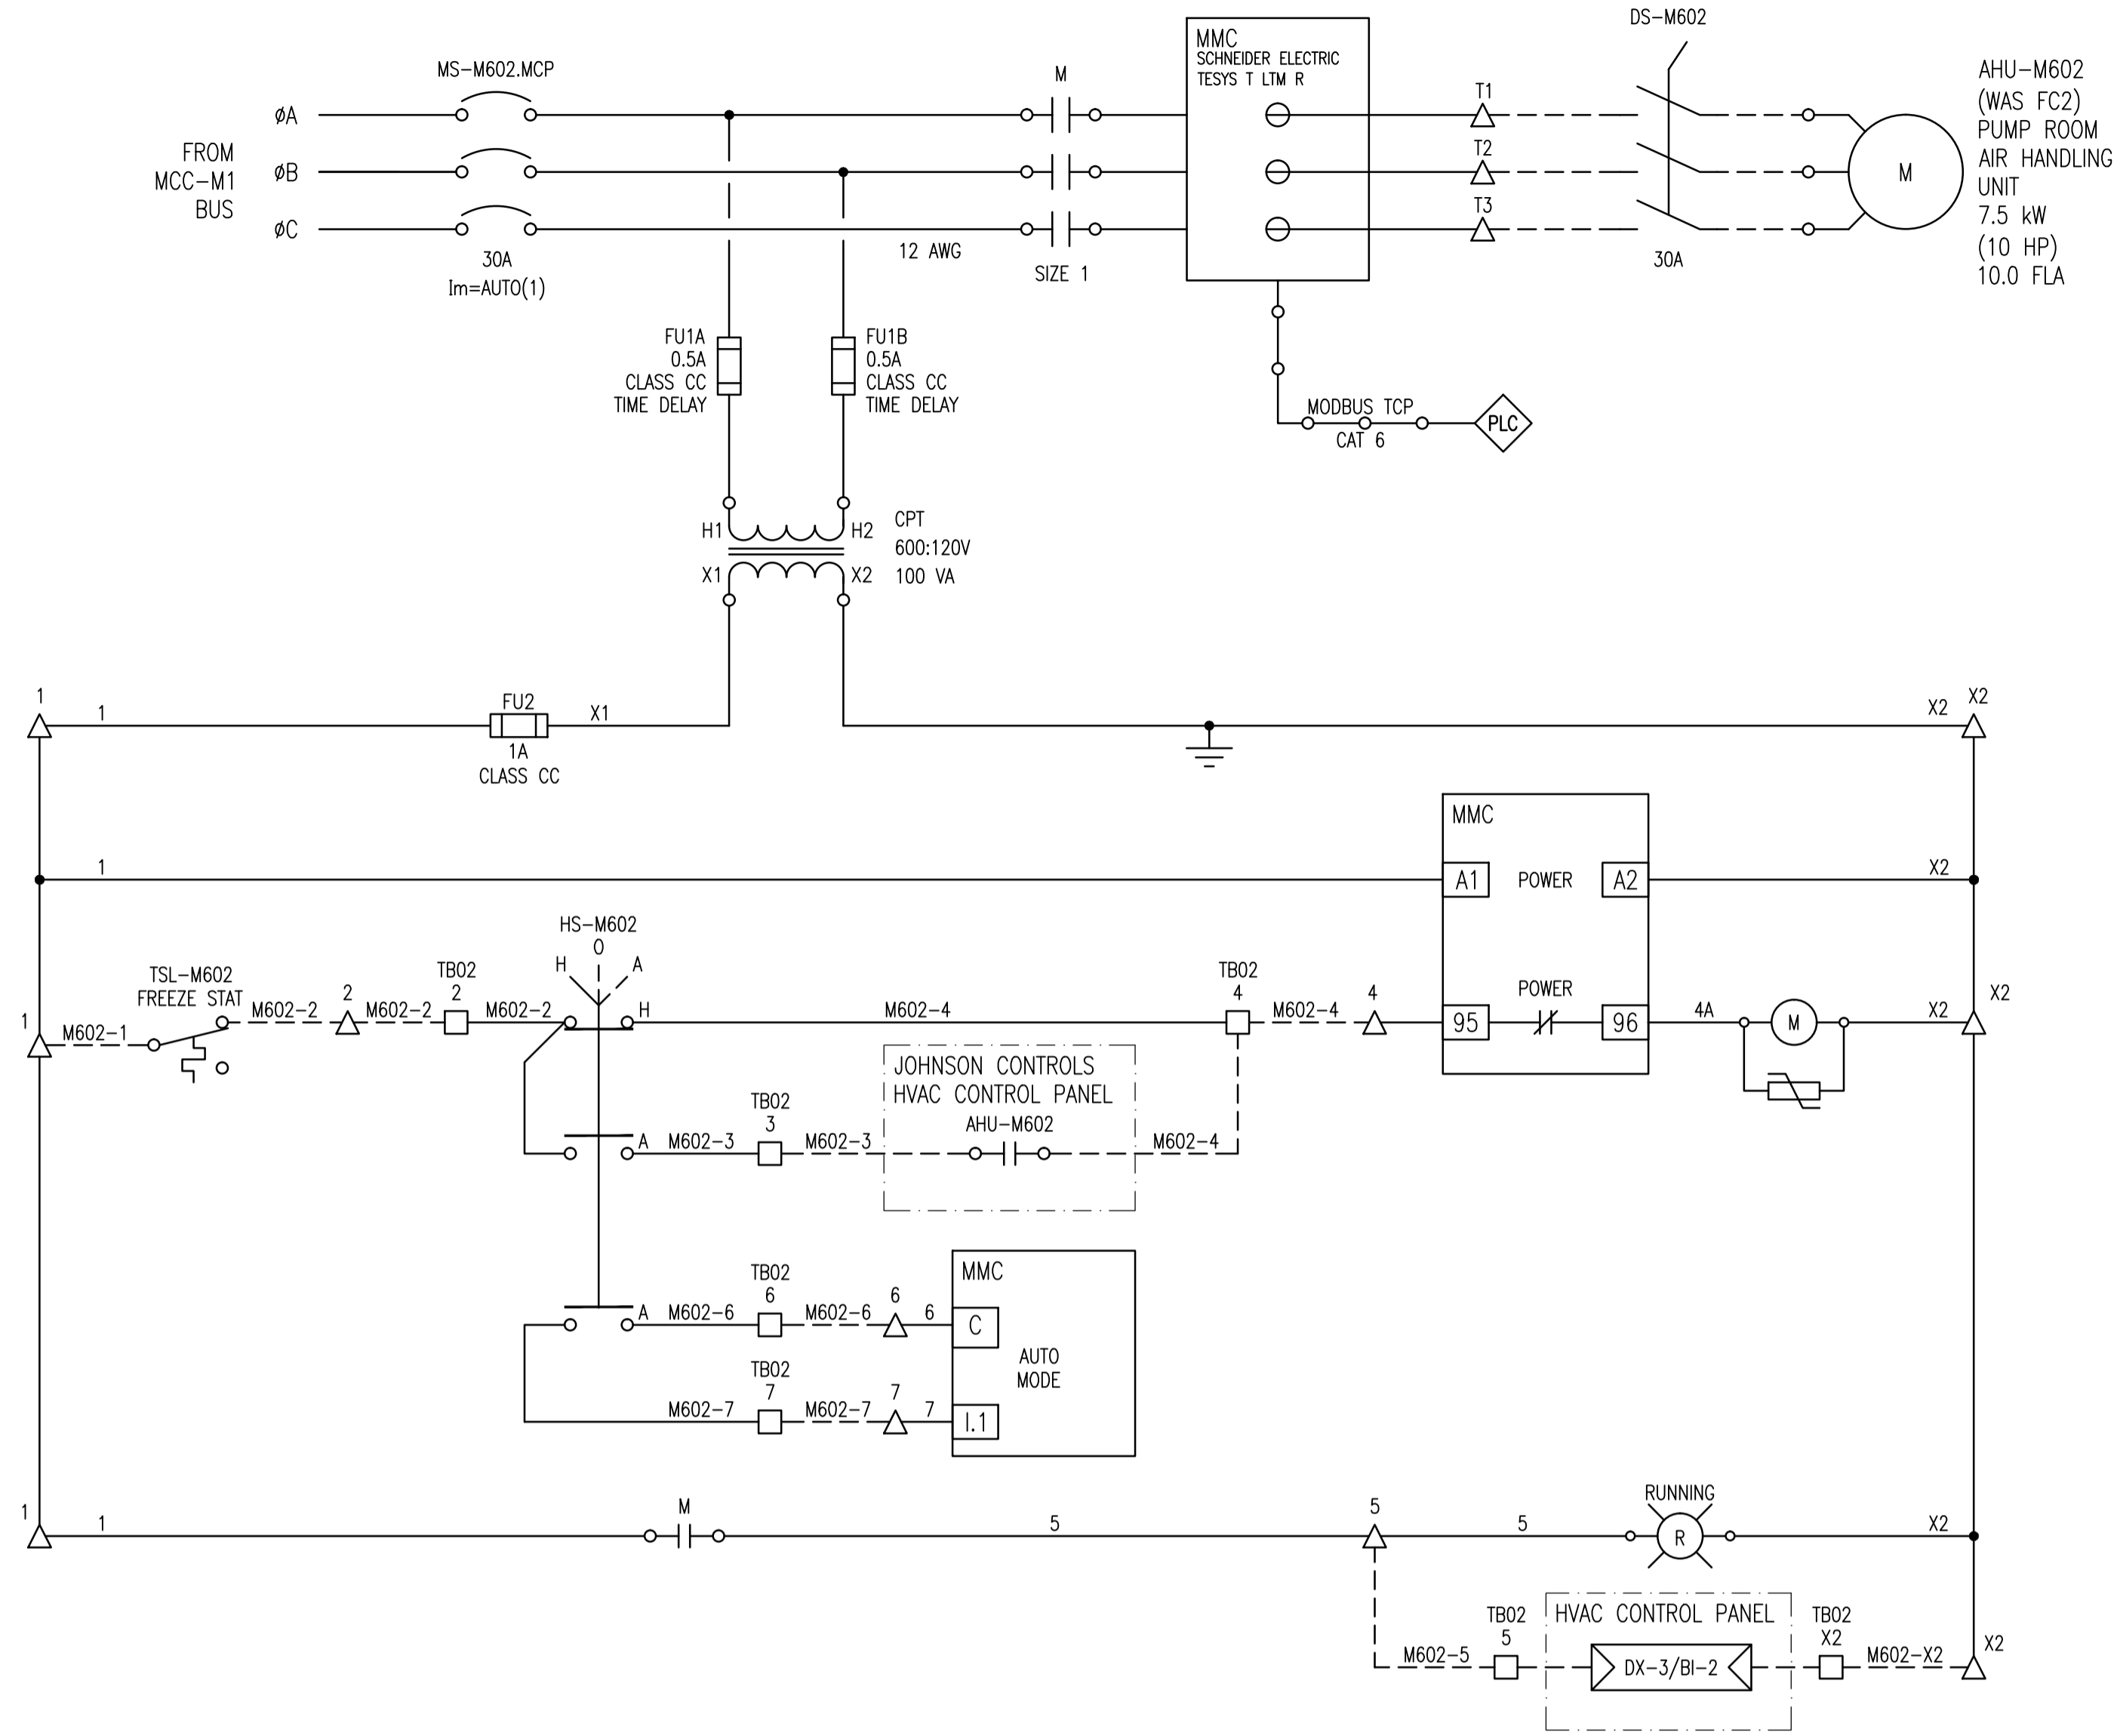 DS-M602
MS-M602.MCP
M
MMC
SCHNEIDER ELECTRIC
TESYS T LTM R
T1
T2
T3
FROM
MCC-M1
BUS
øA
øB
øC
30A
Im=AUTO(1)
12 AWG
SIZE 1
30A
M
AHU-M602
(WAS FC2)
PUMP ROOM
AIR HANDLING
UNIT
7.5 kW
(10 HP)
10.0 FLA
FU1A
0.5A
CLASS CC
TIME DELAY
FU1B
0.5A
CLASS CC
TIME DELAY
MODBUS TCP
CAT 6
PLC
H1
H2
X1
X2
CPT
600:120V
100 VA
1
1
FU2
1A
CLASS CC
X1
X2
X2
1
MMC
A1
POWER
A2
X2
HS-M602
O
H
A
TSL-M602
FREEZE STAT
1
M602-1
M602-2
2
M602-2
TB02
2
M602-2
H
M602-4
TB02
4
M602-4
4
95
POWER
96
4A
M
X2
X2
A
M602-3
TB02
3
M602-3
JOHNSON CONTROLS
HVAC CONTROL PANEL
AHU-M602
M602-4
A
M602-6
TB02
6
M602-6
6
6
MMC
C
AUTO
MODE
M602-7
TB02
7
M602-7
7
7
I.1
1
1
M
5
5
5
RUNNING
R
X2
M602-5
TB02
5
HVAC CONTROL PANEL
DX-3/BI-2
TB02
X2
M602-X2
X2